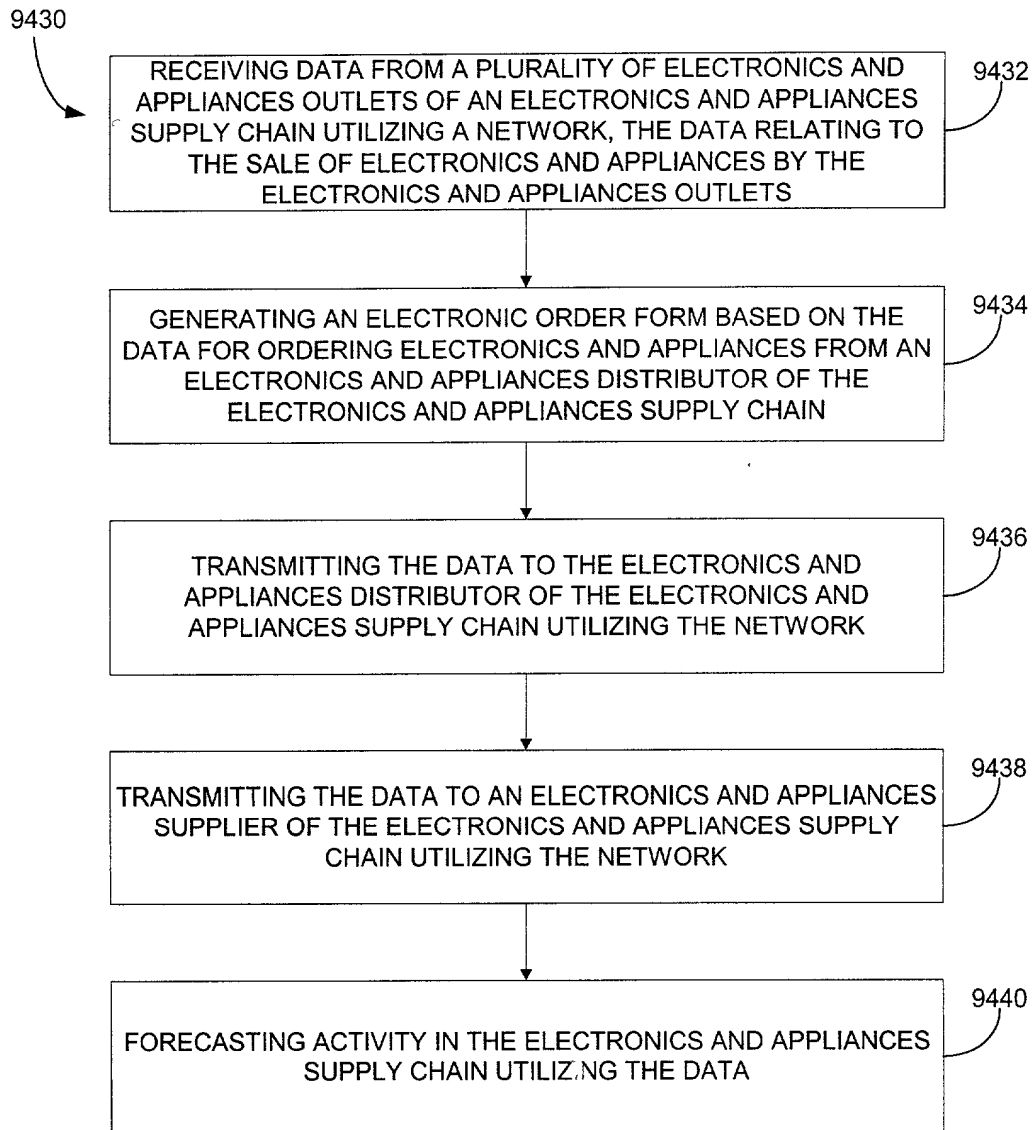 9430
RECEIVING DATA FROM A PLURALITY OF ELECTRONICS AND
APPLIANCES OUTLETS OF AN ELECTRONICS AND APPLIANCES
SUPPLY CHAIN UTILIZING A NETWORK, THE DATA RELATING TO
THE SALE OF ELECTRONICS AND APPLIANCES BY THE
ELECTRONICS AND APPLIANCES OUTLETS
9432
GENERATING AN ELECTRONIC ORDER FORM BASED ON THE
DATA FOR ORDERING ELECTRONICS AND APPLIANCES FROM AN
ELECTRONICS AND APPLIANCES DISTRIBUTOR OF THE
ELECTRONICS AND APPLIANCES SUPPLY CHAIN
9434
TRANSMITTING THE DATA TO THE ELECTRONICS AND
APPLIANCES DISTRIBUTOR OF THE ELECTRONICS AND
APPLIANCES SUPPLY CHAIN UTILIZING THE NETWORK
9436
TRANSMITTING THE DATA TO AN ELECTRONICS AND APPLIANCES
SUPPLIER OF THE ELECTRONICS AND APPLIANCES SUPPLY
CHAIN UTILIZING THE NETWORK
9438
FORECASTING ACTIVITY IN THE ELECTRONICS AND APPLIANCES
SUPPLY CHAIN UTILIZING THE DATA
9440